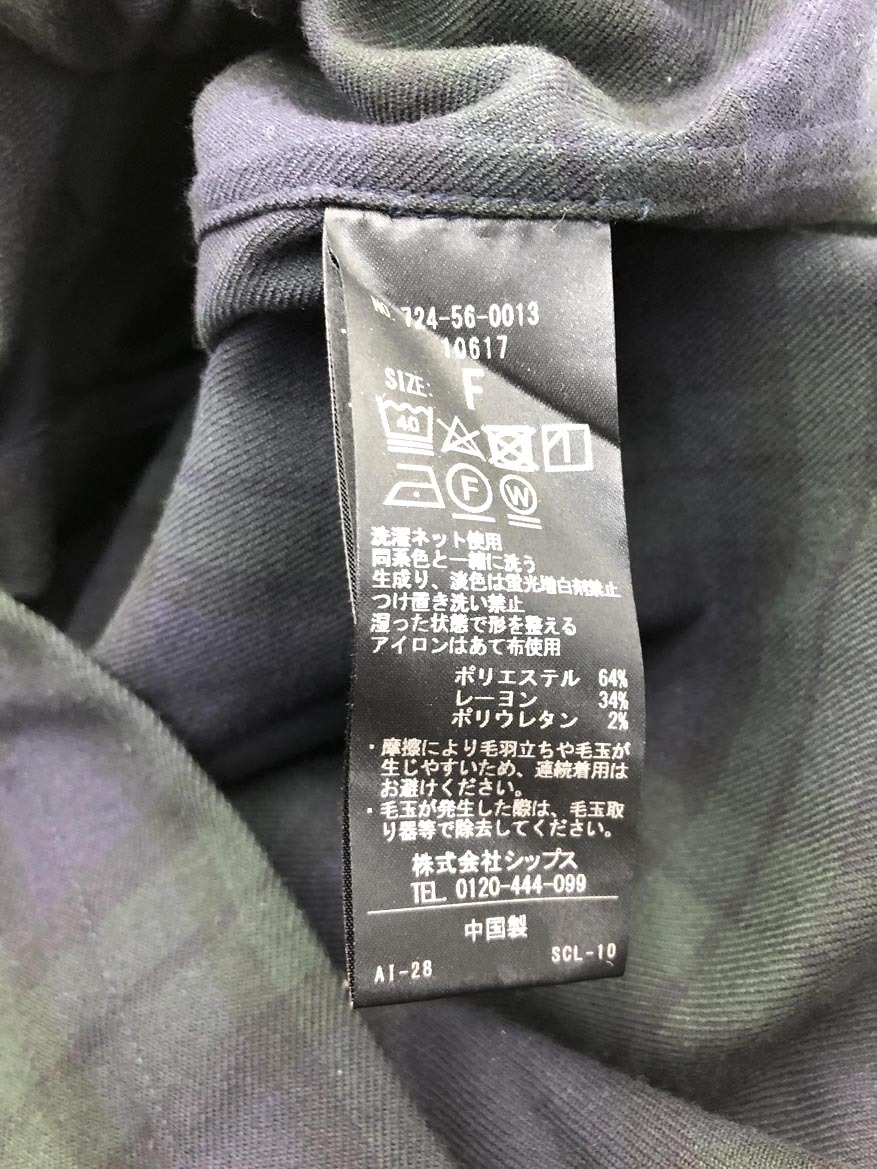 NO. 724-56-0013
10617
SIZE: F
40
F W
洗濯ネット使用
同系色と一緒に洗う
生成り、淡色は蛍光増白剤禁止
つけ置き洗い禁止
湿った状態で形を整える
アイロンはあて布使用
ポリエステル 64%
レーヨン 34%
ポリウレタン 2%
・摩擦により毛羽立ちや毛玉が
生じやすいため、連続着用は
お避けください。
・毛玉が発生した際は、毛玉取
り器等で除去してください。
株式会社シップス
TEL. 0120-444-099
中国製
AI-28 SCL-10